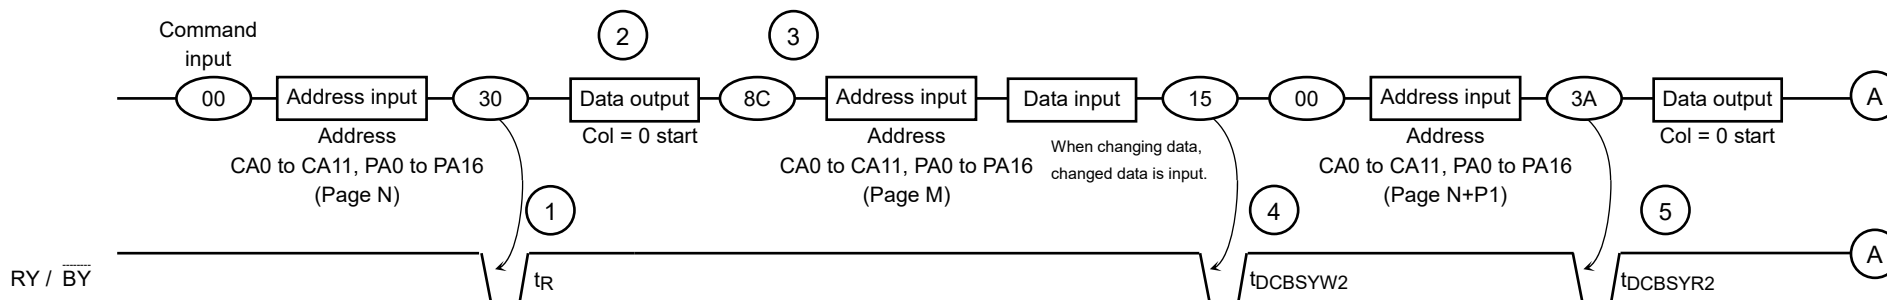 Command
input
2
3
00
Address input
30
Data output
8C
Address input
Data input
15
00
Address input
3A
Data output
A
Address
CA0 to CA11, PA0 to PA16
(Page N)
Col = 0 start
Address
CA0 to CA11, PA0 to PA16
(Page M)
When changing data,
changed data is input.
Address
CA0 to CA11, PA0 to PA16
(Page N+P1)
Col = 0 start
1
4
5
A
RY / BY
tR
tDCBSYW2
tDCBSYR2